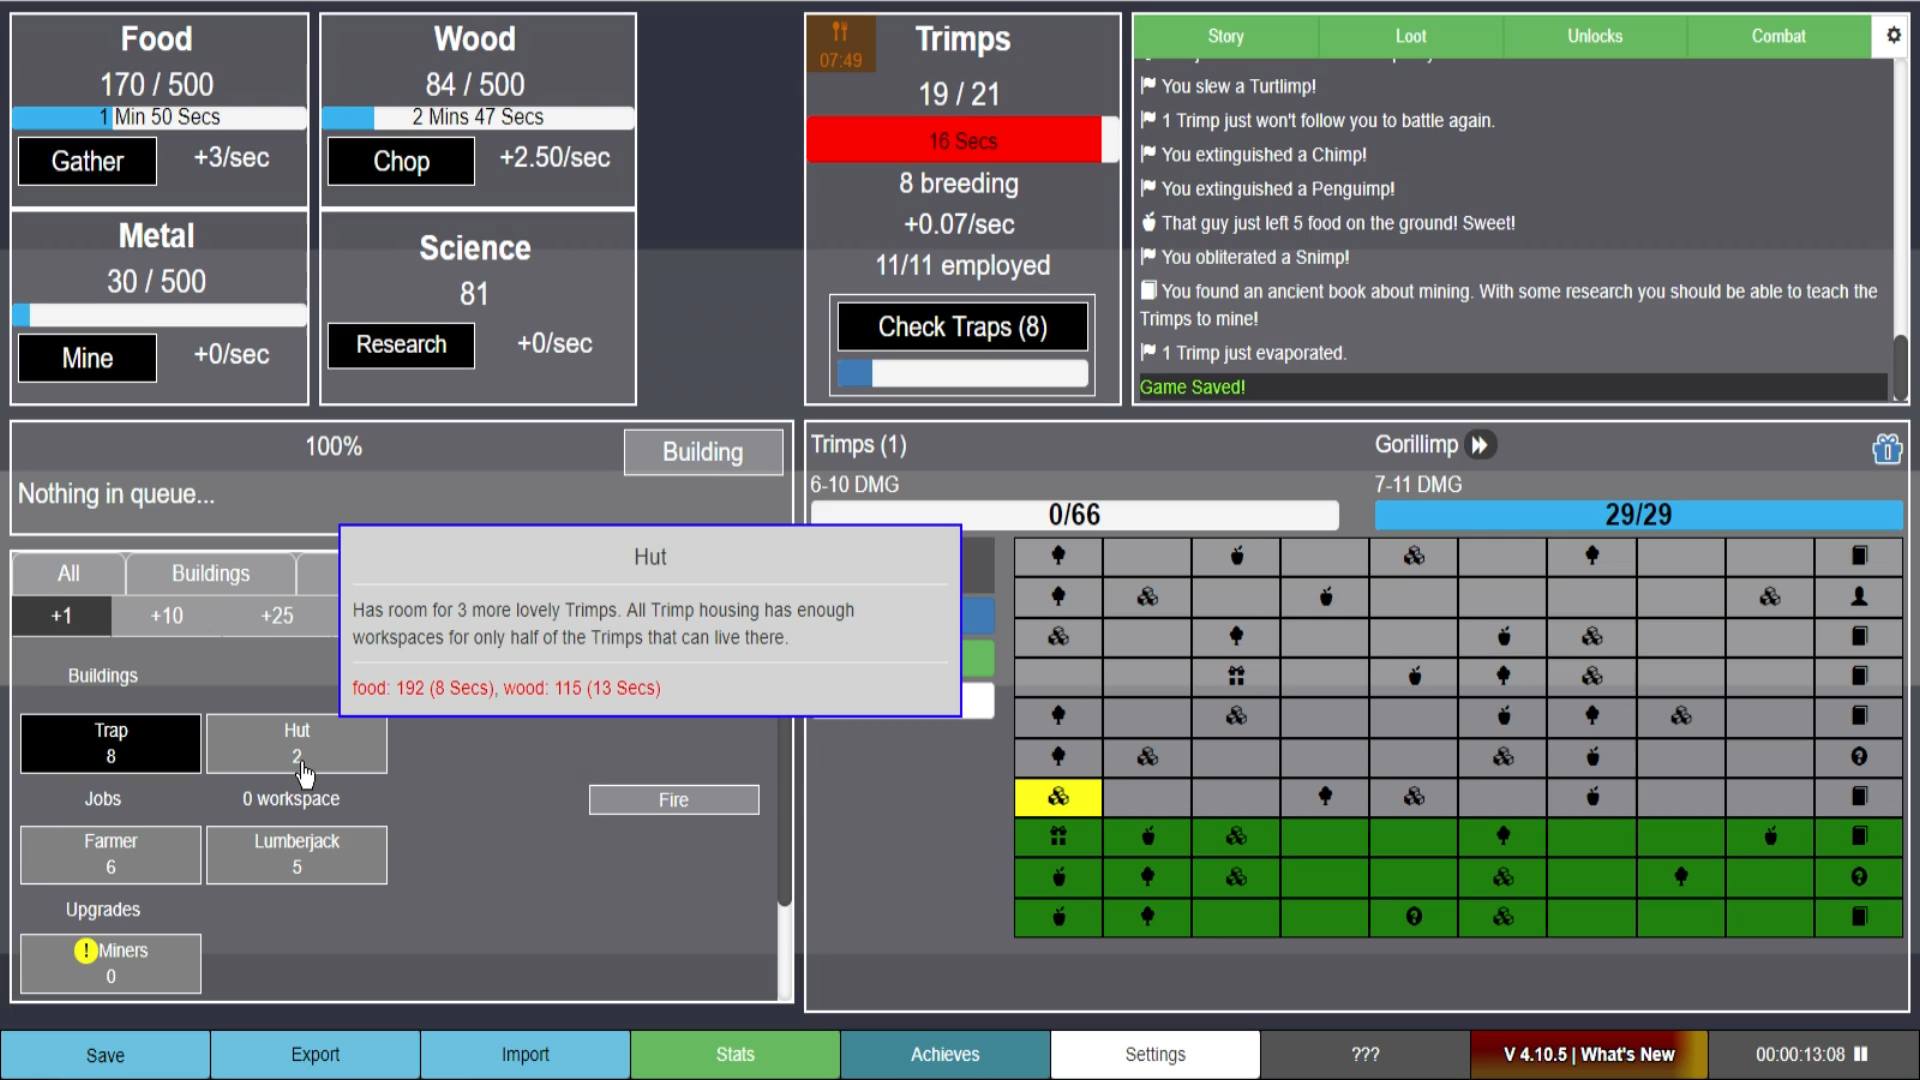 Food
170 / 500
1 Min 50 Secs
Gather
+3/sec
Wood
84 / 500
2 Mins 47 Secs
Chop
+2.50/sec
Metal
30 / 500
Mine
+0/sec
Science
81
Research
+0/sec
07:49
Trimps
19 / 21
16 Secs
8 breeding
+0.07/sec
11/11 employed
Check Traps (8)
Story
Loot
Unlocks
Combat
You slew a Turtlimp!
1 Trimp just won't follow you to battle again.
You extinguished a Chimp!
You extinguished a Penguimp!
That guy just left 5 food on the ground! Sweet!
You obliterated a Snimp!
You found an ancient book about mining. With some research you should be able to teach the
Trimps to mine!
1 Trimp just evaporated.
Game Saved!
100%
Building
Nothing in queue...
All
Buildings
+1
+10
+25
Hut
Has room for 3 more lovely Trimps. All Trimp housing has enough
workspaces for only half of the Trimps that can live there.
food: 192 (8 Secs), wood: 115 (13 Secs)
Buildings
Trap
8
Hut
2
Jobs
0 workspace
Fire
Farmer
6
Lumberjack
5
Upgrades
! Miners
0
Trimps (1)
6-10 DMG
0/66
Gorillimp
7-11 DMG
29/29
Save
Export
Import
Stats
Achieves
Settings
???
V 4.10.5 | What's New
00:00:13:08